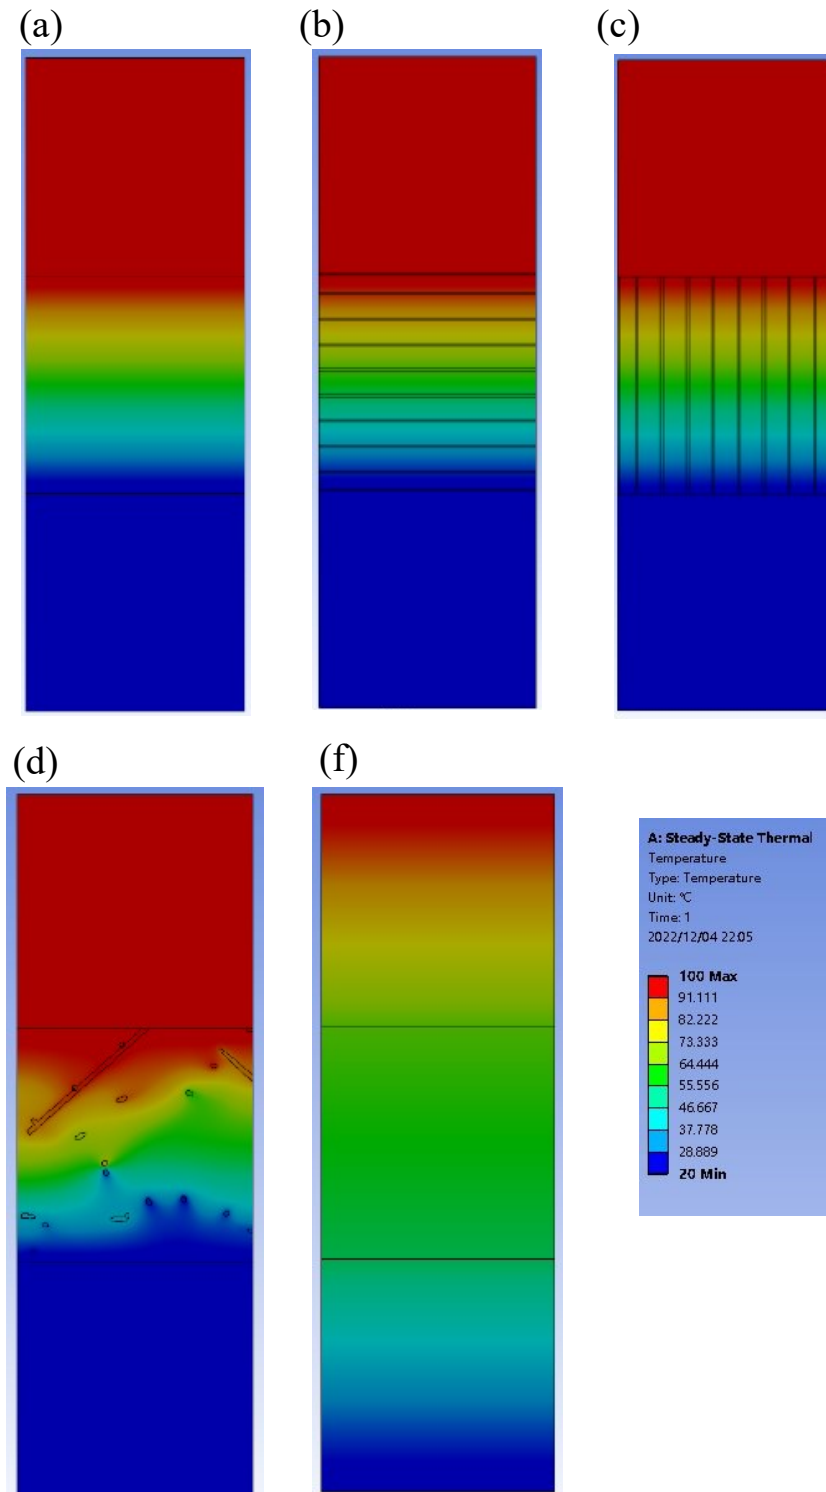 (a)
(b)
(c)
(d)
(f)
A: Steady-State Thermal
Temperature
Type: Temperature
Unit: °C
Time: 1
2022/12/04 22:05
100 Max
91.111
82.222
73.333
64.444
55.556
46.667
37.778
28.889
20 Min